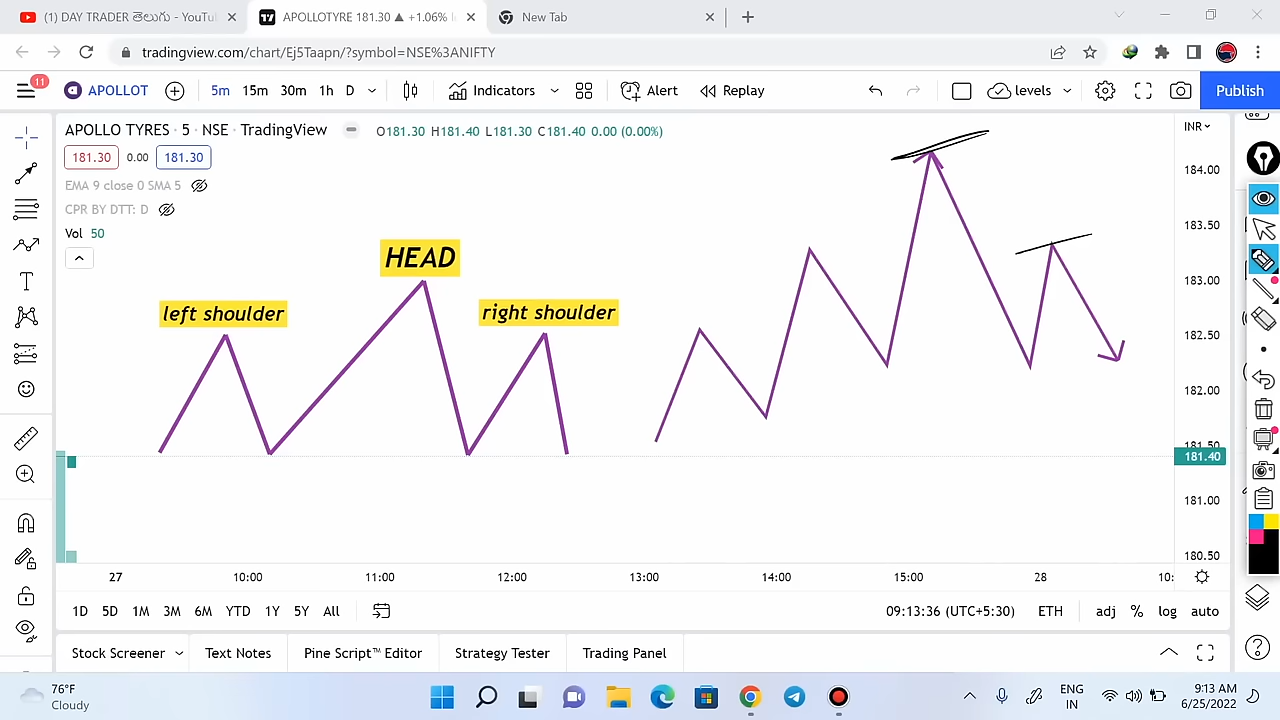 (1) DAY TRADER తెలుగు - YouTu
APOLLOTYRE 181.30 ▲ +1.06%
New Tab
tradingview.com/chart/Ej5Taapn/?symbol=NSE%3ANIFTY
11
APOLLOT
5m 15m 30m 1h D
Indicators
Alert
Replay
levels
Publish
APOLLO TYRES · 5 · NSE · TradingView
O181.30 H181.40 L181.30 C181.40 0.00 (0.00%)
INR
181.30 0.00 181.30
EMA 9 close 0 SMA 5
CPR BY DTT: D
Vol 50
HEAD
left shoulder
right shoulder
184.00
183.50
183.00
182.50
182.00
181.50
181.40
181.00
180.50
27 10:00 11:00 12:00 13:00 14:00 15:00 28 10:
1D 5D 1M 3M 6M YTD 1Y 5Y All
09:13:36 (UTC+5:30) ETH adj % log auto
Stock Screener Text Notes Pine Script™ Editor Strategy Tester Trading Panel
76°F
Cloudy
ENG
IN
9:13 AM
6/25/2022